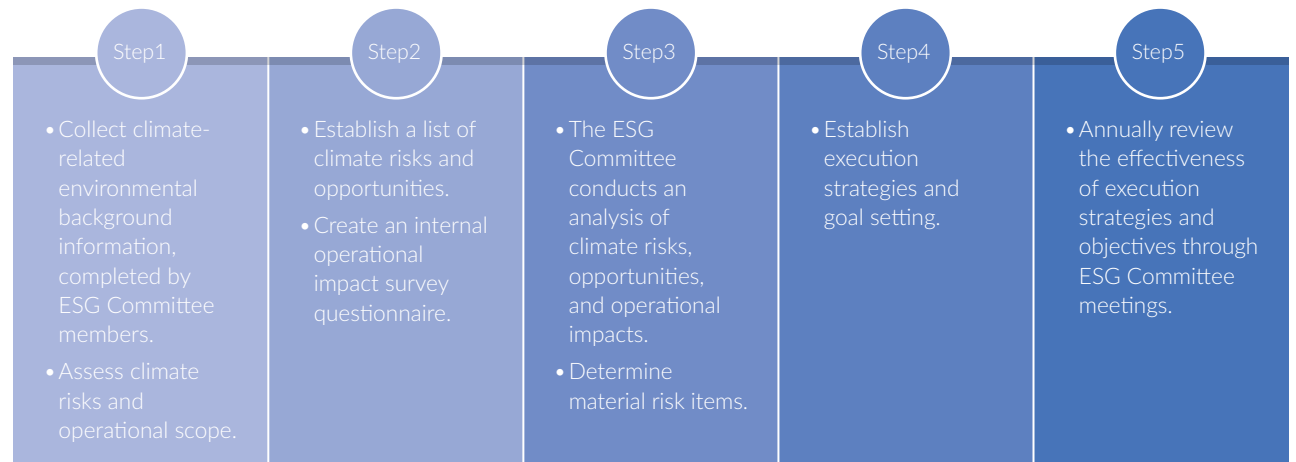 Step1
• Collect climate-
related
environmental
background
information,
completed by
ESG Committee
members.
• Assess climate
risks and
operational scope.
Step2
• Establish a list of
climate risks and
opportunities.
• Create an internal
operational
impact survey
questionnaire.
Step3
• The ESG
Committee
conducts an
analysis of
climate risks,
opportunities,
and operational
impacts.
• Determine
material risk items.
Step4
• Establish
execution
strategies and
goal setting.
Step5
• Annually review
the effectiveness
of execution
strategies and
objectives through
ESG Committee
meetings.